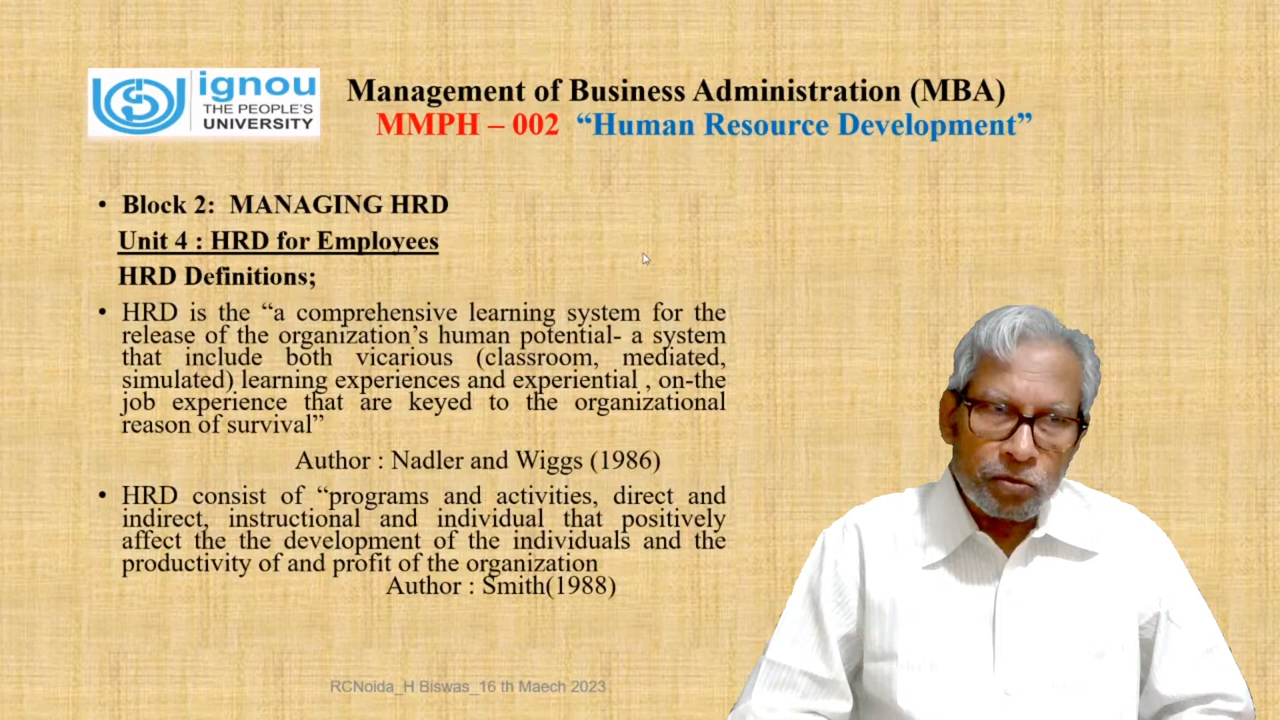 ignou
THE PEOPLE'S
UNIVERSITY
Management of Business Administration (MBA)
MMPH – 002 “Human Resource Development”
• Block 2: MANAGING HRD
Unit 4 : HRD for Employees
HRD Definitions;
• HRD is the “a comprehensive learning system for the
release of the organization’s human potential- a system
that include both vicarious (classroom, mediated,
simulated) learning experiences and experiential , on-the
job experience that are keyed to the organizational
reason of survival”
Author : Nadler and Wiggs (1986)
• HRD consist of “programs and activities, direct and
indirect, instructional and individual that positively
affect the the development of the individuals and the
productivity of and profit of the organization
Author : Smith(1988)
RCNoida_H Biswas_16 th Maech 2023